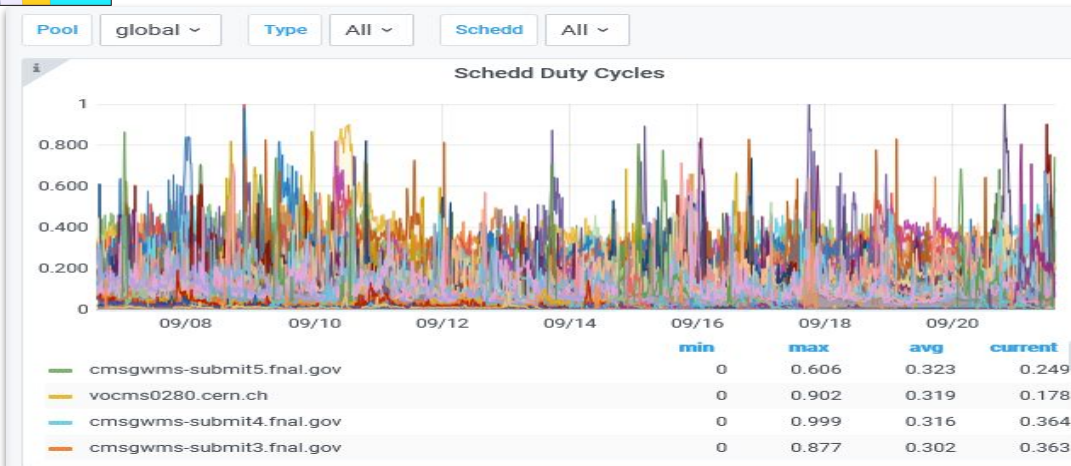 Pool global Type All Schedd All
i
Schedd Duty Cycles
1
0.800
0.600
0.400
0.200
0
09/08 09/10 09/12 09/14 09/16 09/18 09/20
min max avg current
cmsgwms-submit5.fnal.gov 0 0.606 0.323 0.249
vocms0280.cern.ch 0 0.902 0.319 0.178
cmsgwms-submit4.fnal.gov 0 0.999 0.316 0.364
cmsgwms-submit3.fnal.gov 0 0.877 0.302 0.363